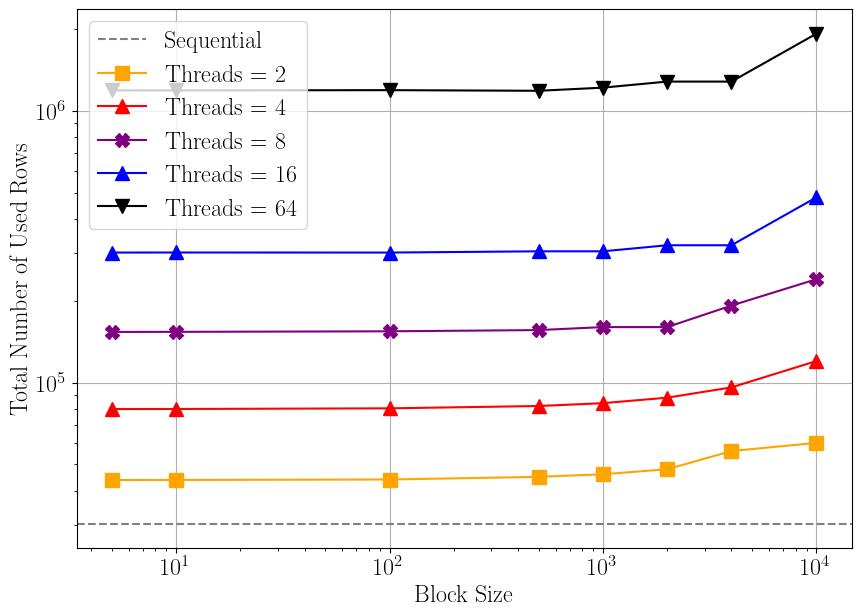 Sequential
Threads = 2
Threads = 4
Threads = 8
Threads = 16
Threads = 64
Total Number of Used Rows
10^6
10^5
10^1
10^2
10^3
10^4
Block Size